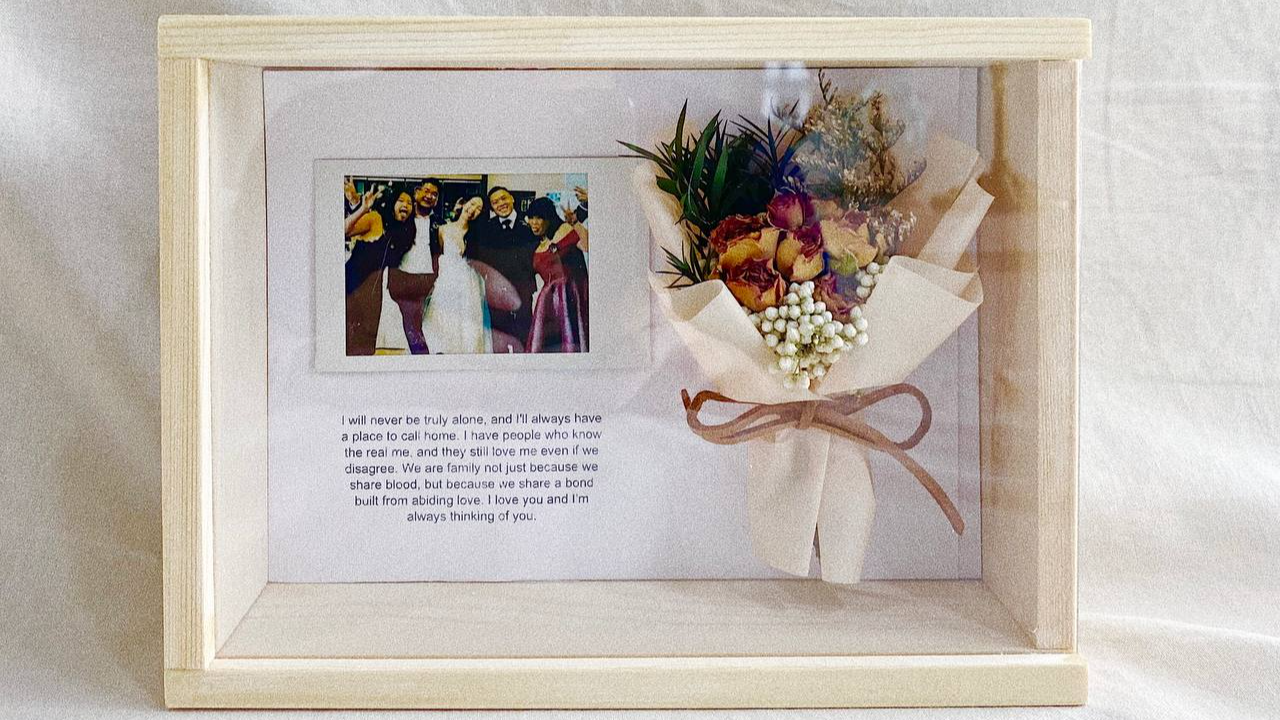 I will never be truly alone, and I'll always have
a place to call home. I have people who know
the real me, and they still love me even if we
disagree. We are family not just because we
share blood, but because we share a bond
built from abiding love. I love you and I'm
always thinking of you.